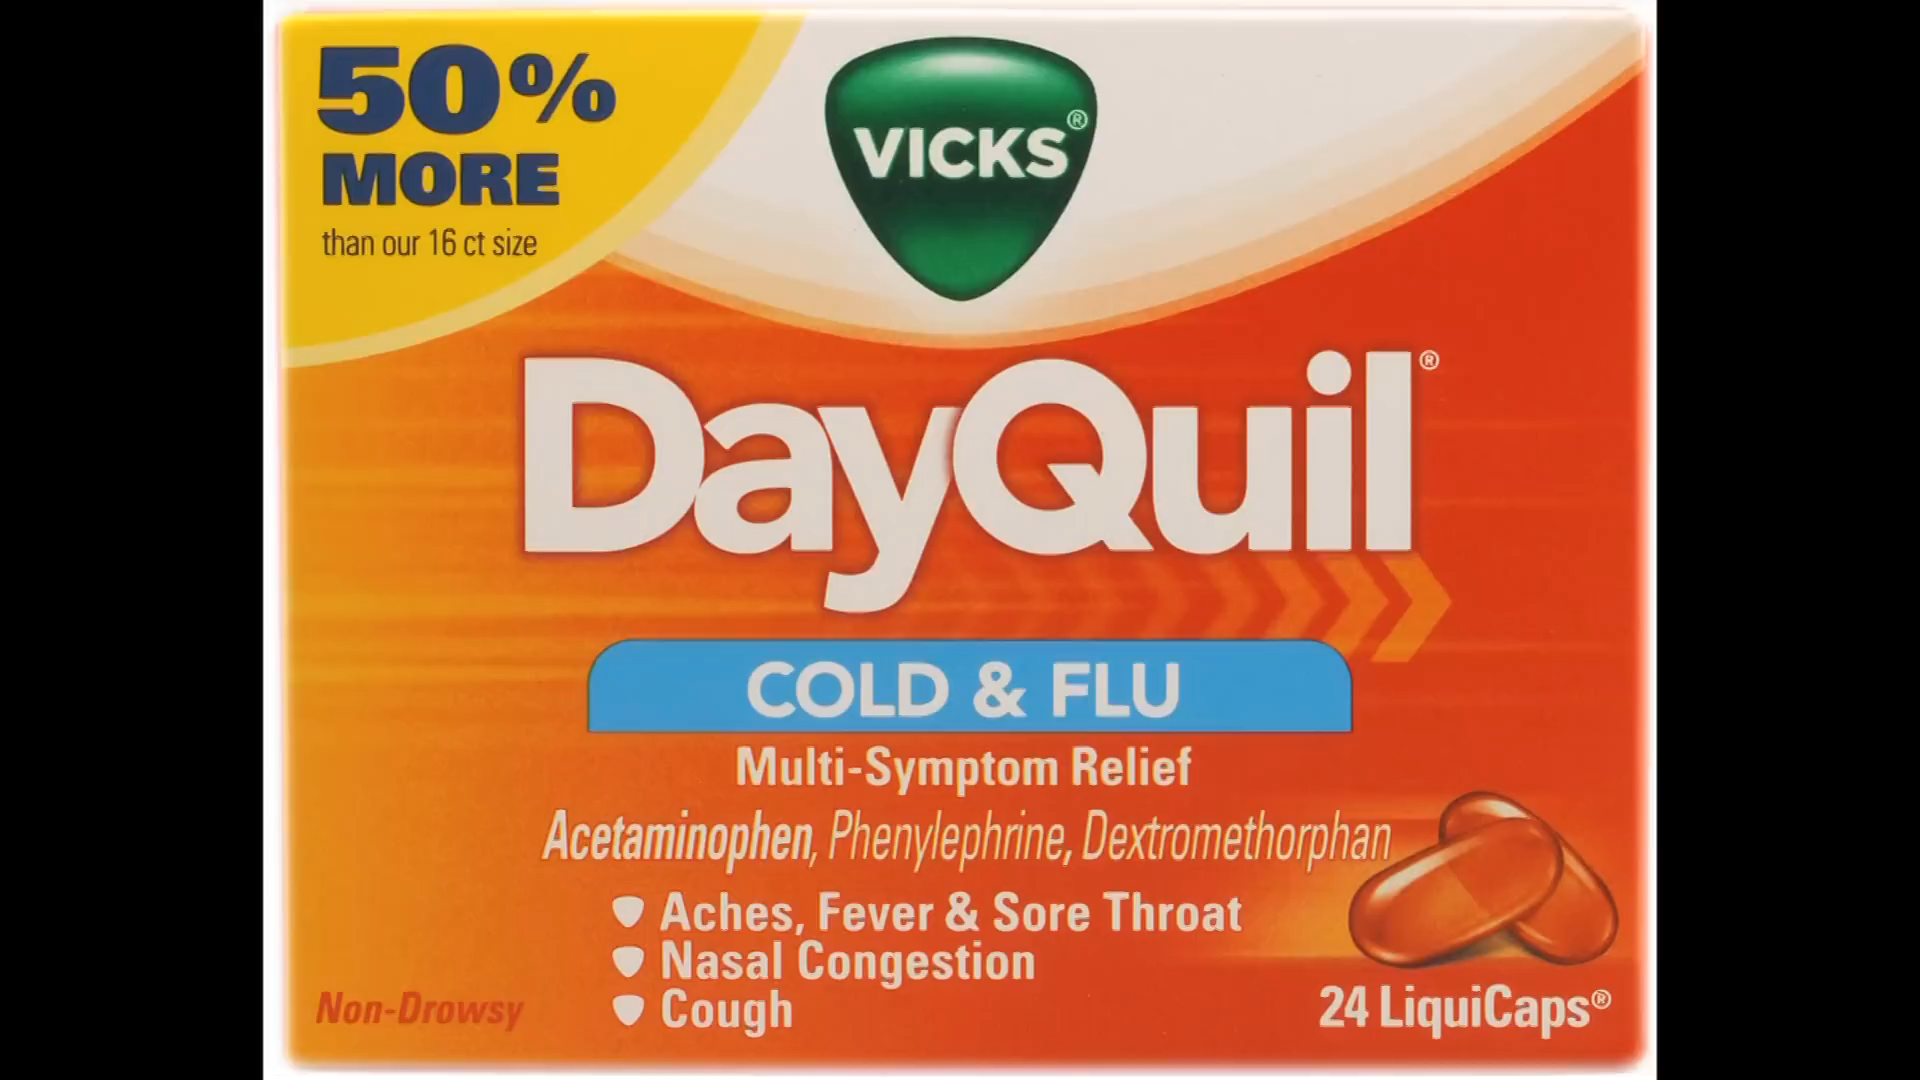 50%
MORE
than our 16 ct size
VICKS®
DayQuil®
COLD & FLU
Multi-Symptom Relief
Acetaminophen, Phenylephrine, Dextromethorphan
Aches, Fever & Sore Throat
Nasal Congestion
Cough
Non-Drowsy
24 LiquiCaps®